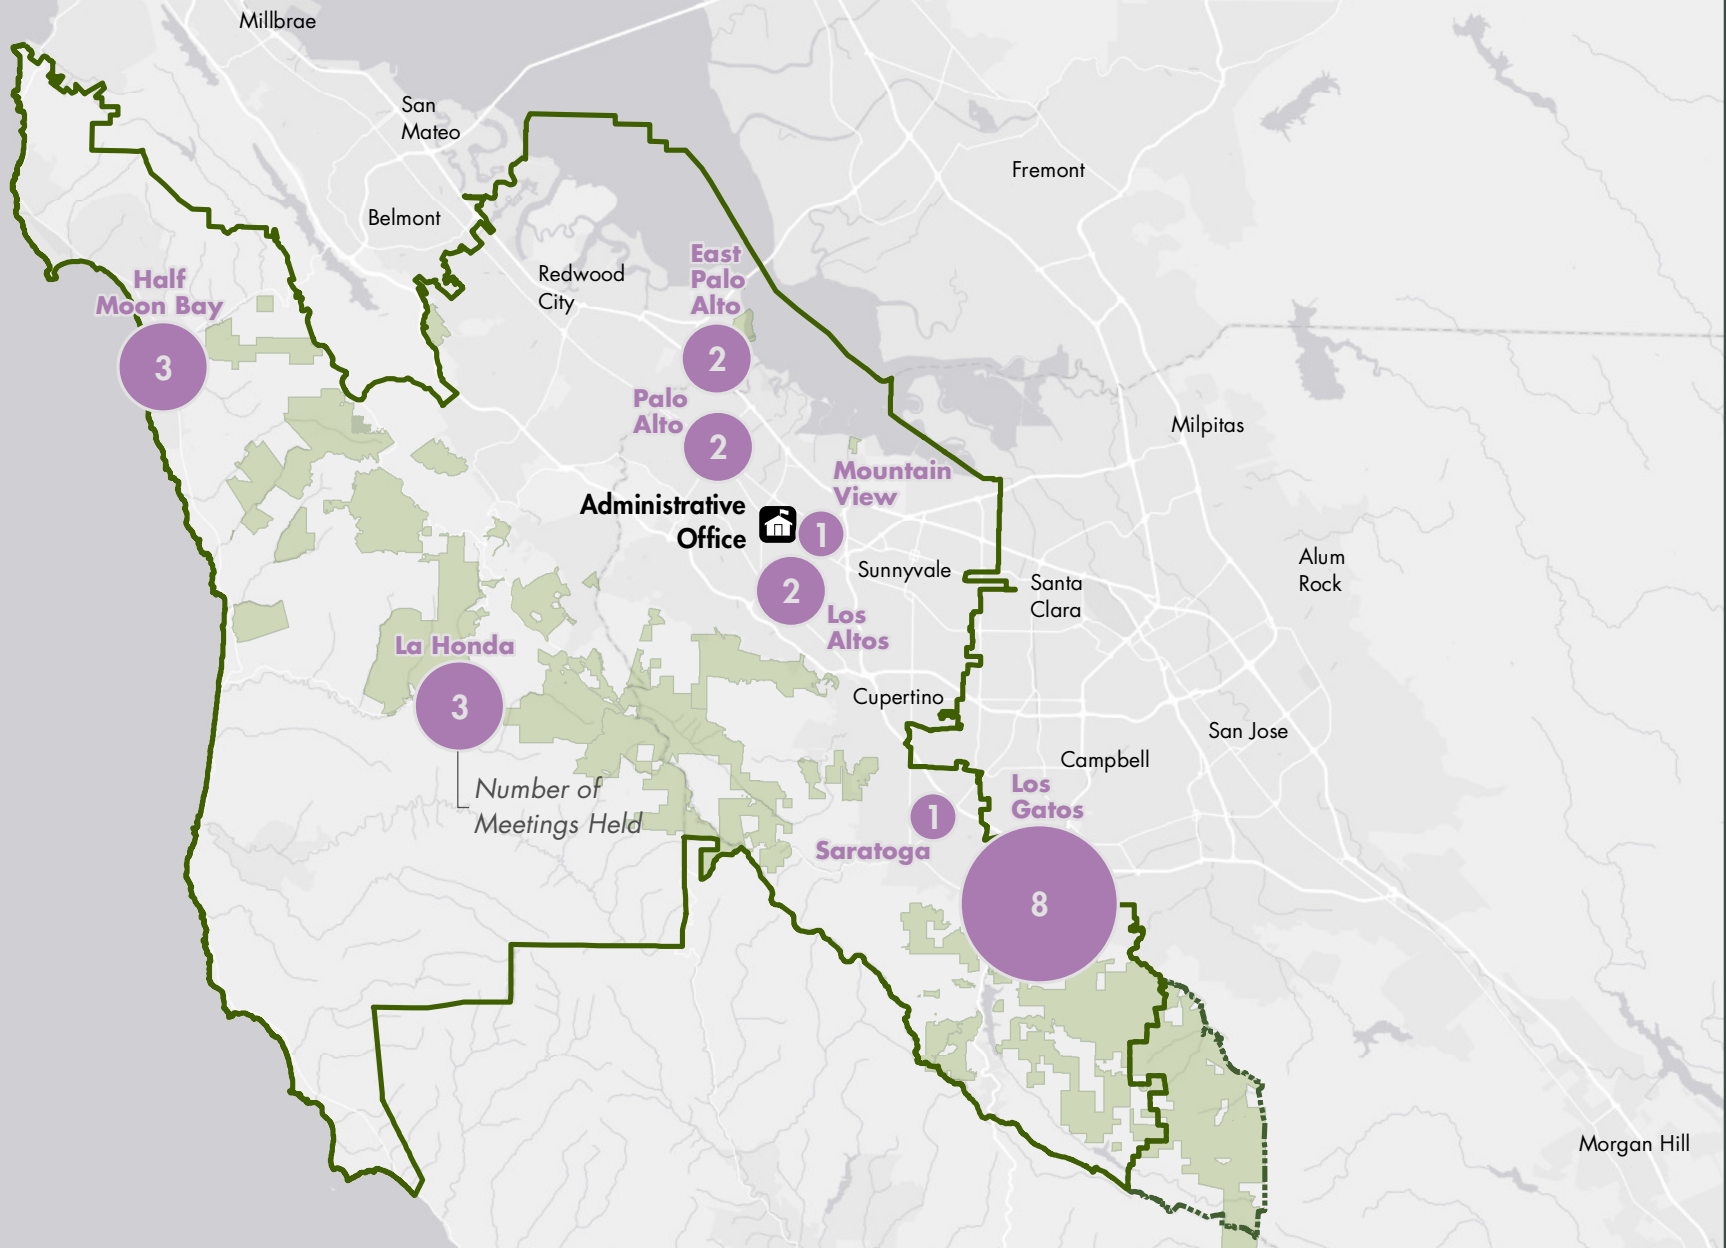 Millbrae
San
Mateo
Fremont
Belmont
East
Palo
Alto
Redwood
City
Half
Moon Bay
3
2
Palo
Alto
2
Milpitas
Mountain
View
Administrative
Office
1
Sunnyvale
2
Los
Altos
Santa
Clara
Alum
Rock
La Honda
3
Cupertino
San Jose
Campbell
Number of
Meetings Held
Los
Gatos
1
Saratoga
8
Morgan Hill